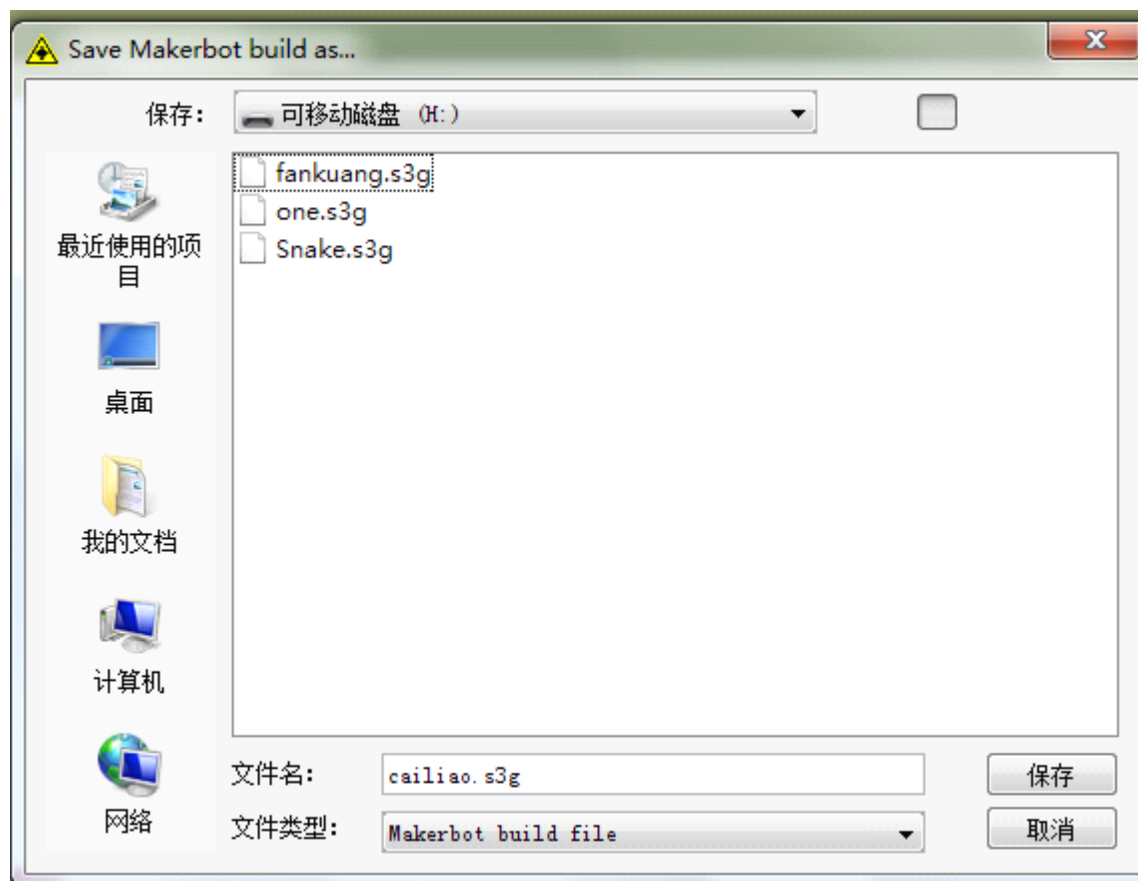 Save Makerbot build as...
保存：
可移动磁盘 (H:)
fankuang.s3g
one.s3g
Snake.s3g
最近使用的项
目
桌面
我的文档
计算机
网络
文件名：
cailiao.s3g
保存
文件类型：
Makerbot build file
取消